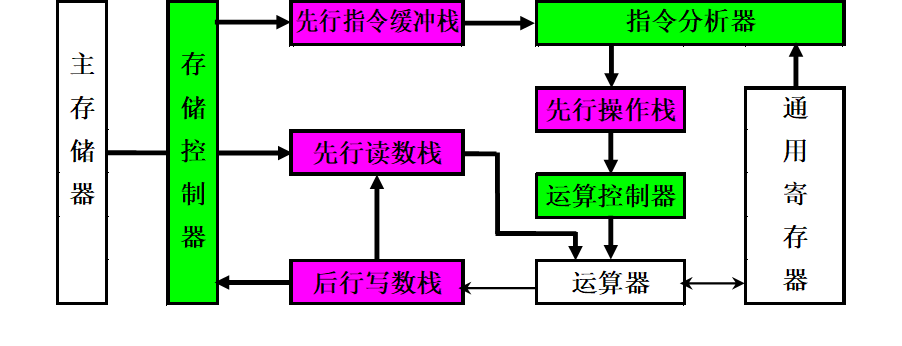 主存储器
存储控制器
先行指令缓冲栈
指令分析器
先行操作栈
通用寄存器
先行读数栈
运算控制器
后行写数栈
运算器